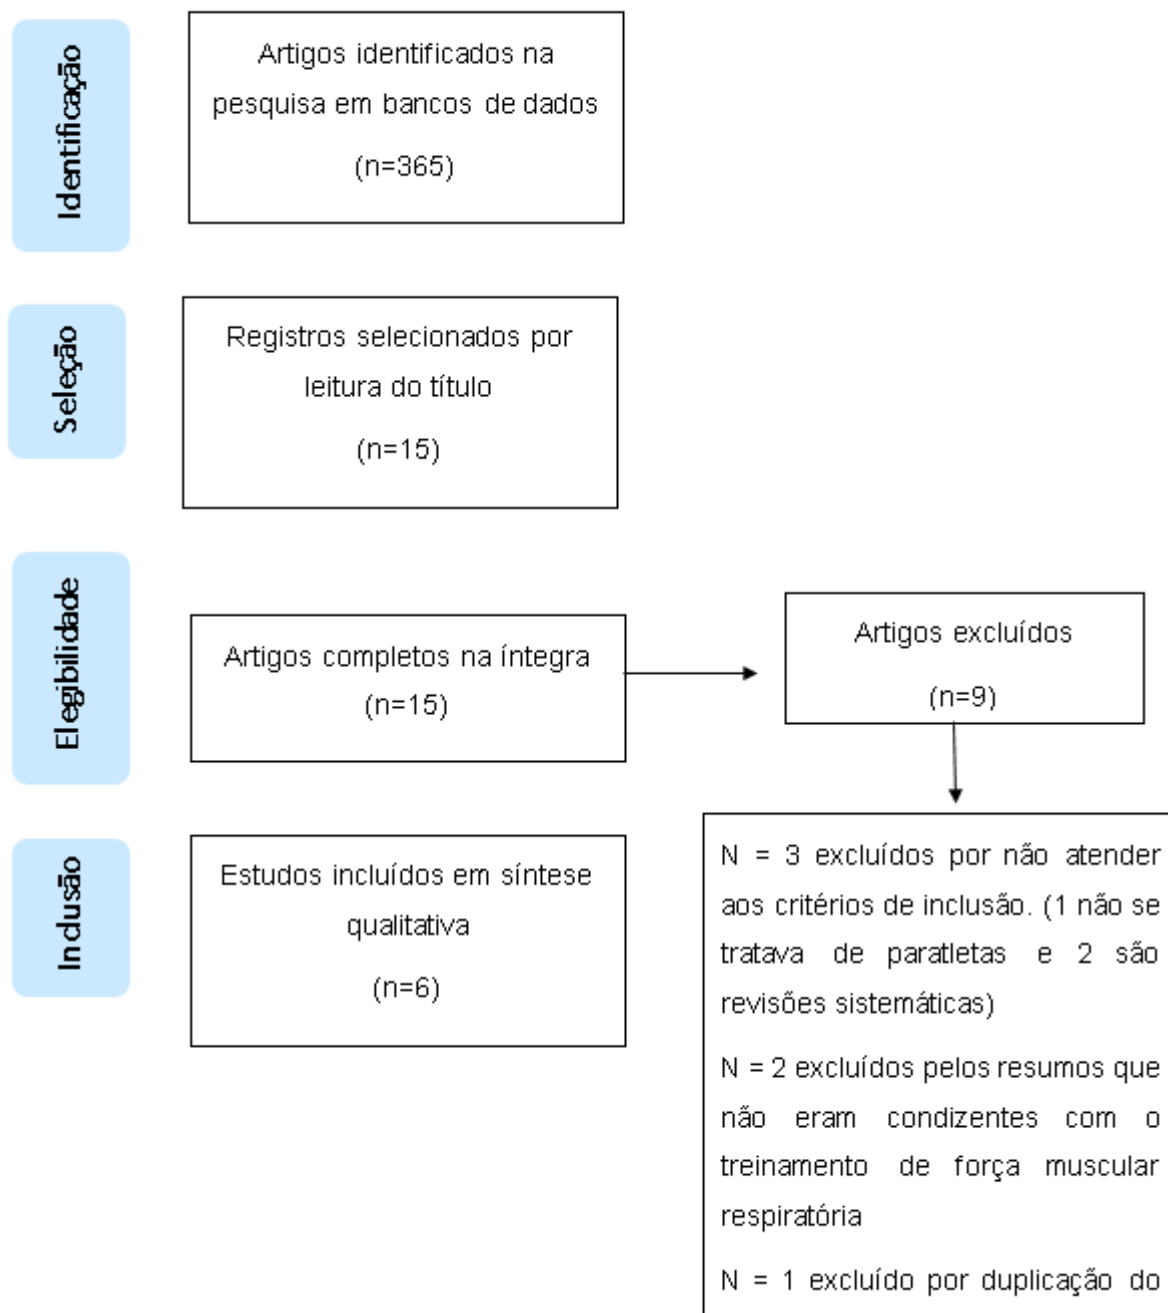 Identificação
Artigos identificados na
pesquisa em bancos de dados
(n=365)
Seleção
Registros selecionados por
leitura do título
(n=15)
Elegibilidade
Artigos completos na íntegra
(n=15)
Artigos excluídos
(n=9)
Inclusão
Estudos incluídos em síntese
qualitativa
(n=6)
N = 3 excluídos por não atender
aos critérios de inclusão. (1 não se
tratava de paratletas e 2 são
revisões sistemáticas)
N = 2 excluídos pelos resumos que
não eram condizentes com o
treinamento de força muscular
respiratória
N = 1 excluído por duplicação do